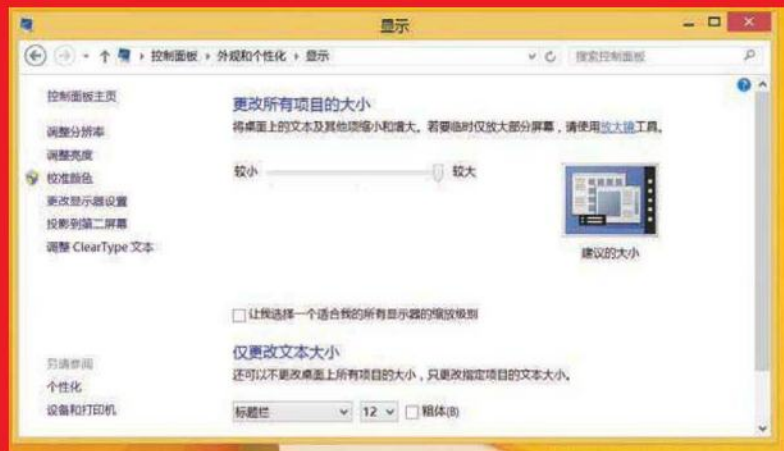 显示
控制面板 外观和个性化 显示
搜索控制面板
控制面板主页
调整分辨率
调整亮度
校准颜色
更改显示器设置
投影到第二屏幕
调整 ClearType 文本
另请参阅
个性化
设备和打印机
更改所有项目的大小
将桌面上的文本及其他项缩小和增大。若要临时仅放大部分屏幕，请使用放大镜工具。
较小 较大
建议的大小
让我选择一个适合我的所有显示器的缩放级别
仅更改文本大小
还可以不更改桌面上所有项目的大小，只更改指定项目的文本大小。
标题栏 12 粗体(B)